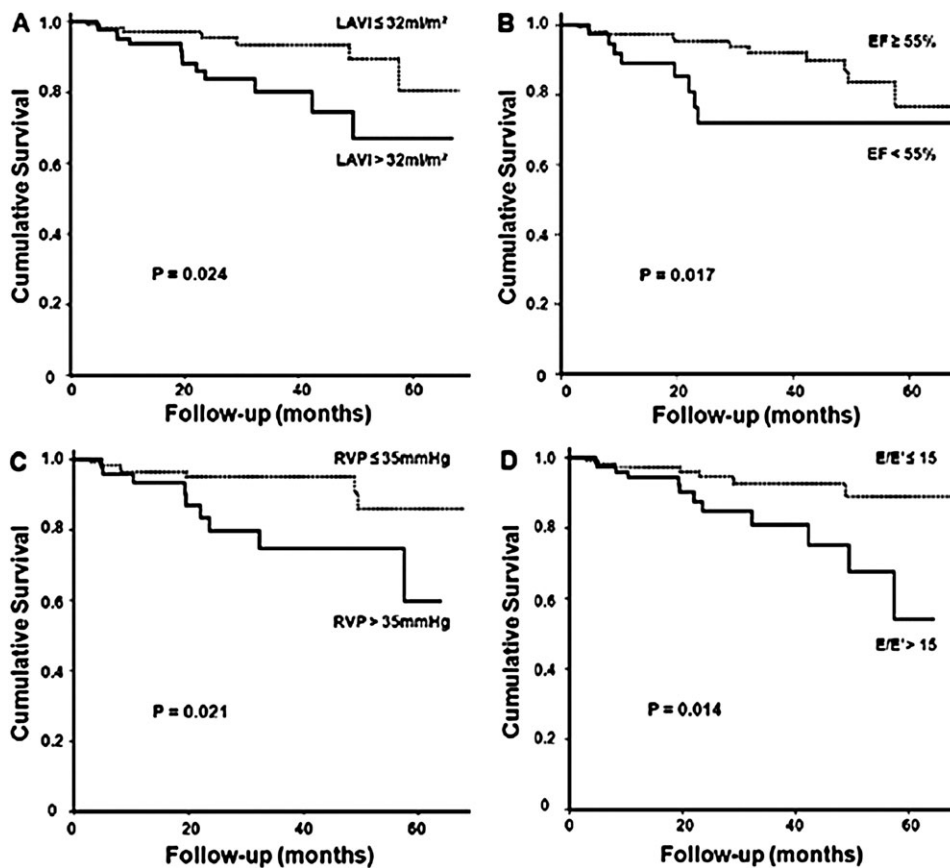 A
LAVI ≤ 32ml/m²
1.0
0.8
0.6
0.4
0.2
0
Cumulative Survival
LAVI > 32ml/m²
P = 0.024
0 20 40 60
Follow-up (months)
B
EF ≥ 55%
1.0
0.8
0.6
0.4
0.2
0
Cumulative Survival
EF < 55%
P = 0.017
0 20 40 60
Follow-up (months)
C
RVP ≤ 35mmHg
1.0
0.8
0.6
0.4
0.2
0
Cumulative Survival
RVP > 35mmHg
P = 0.021
0 20 40 60
Follow-up (months)
D
E/E' ≤ 15
1.0
0.8
0.6
0.4
0.2
0
Cumulative Survival
E/E' > 15
P = 0.014
0 20 40 60
Follow-up (months)